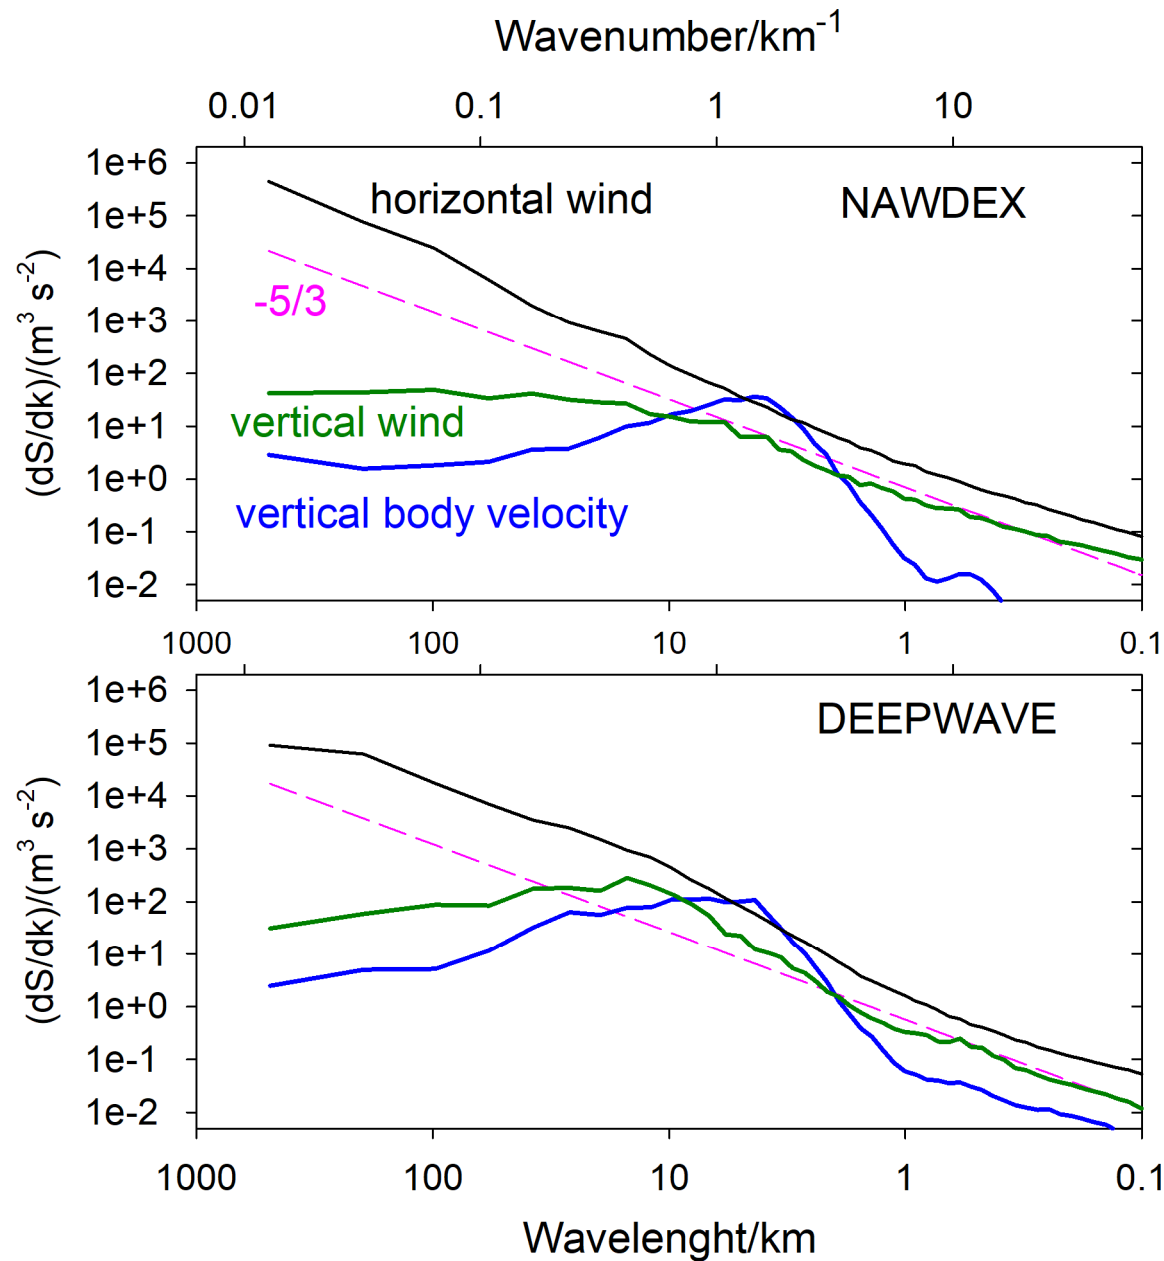 Wavenumber/km-1
0.01 0.1 1 10
1e+6
1e+5
1e+4
1e+3
1e+2
1e+1
1e+0
1e-1
1e-2
(dS/dk)/(m3 s-2)
horizontal wind
NAWDEX
-5/3
vertical wind
vertical body velocity
1000 100 10 1 0.1
1e+6
1e+5
1e+4
1e+3
1e+2
1e+1
1e+0
1e-1
1e-2
(dS/dk)/(m3 s-2)
DEEPWAVE
1000 100 10 1 0.1
Wavelenght/km